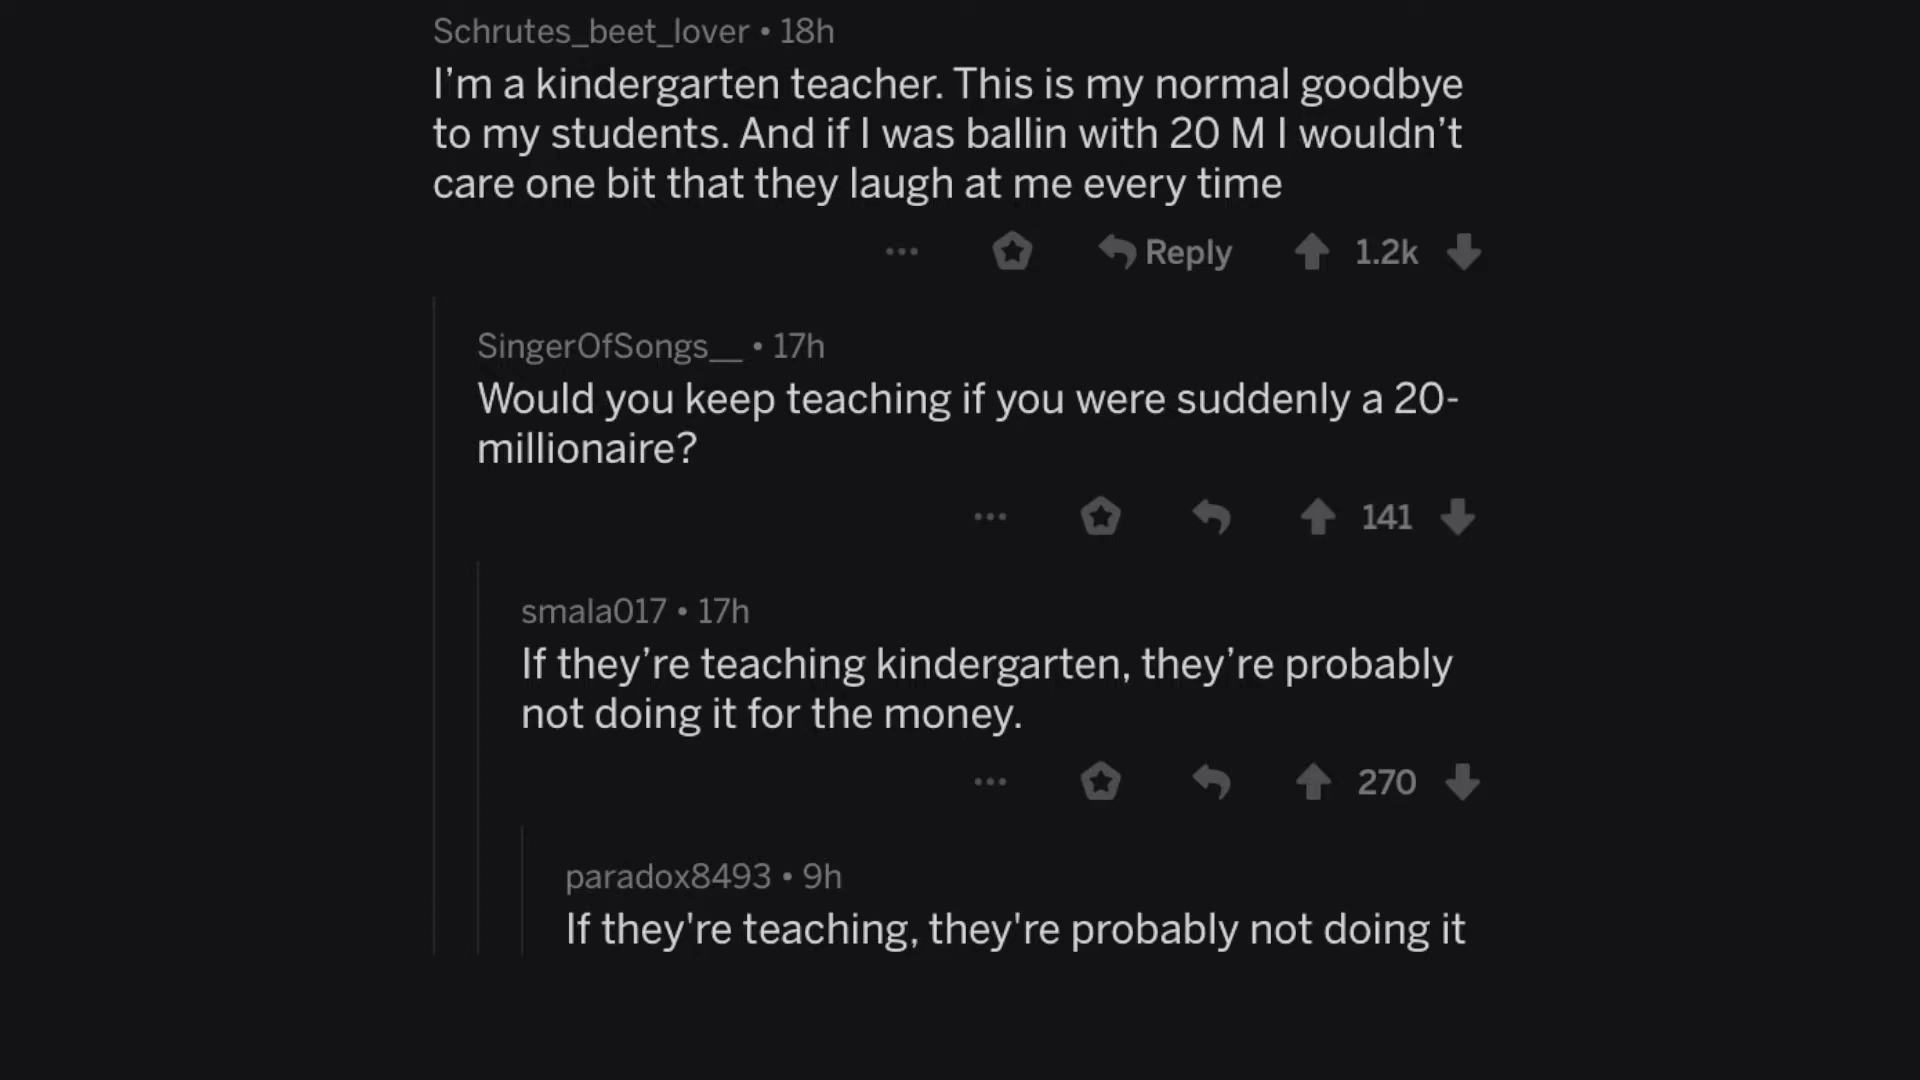 Schrutes_beet_lover • 18h
I’m a kindergarten teacher. This is my normal goodbye
to my students. And if I was ballin with 20 M I wouldn’t
care one bit that they laugh at me every time
... Reply 1.2k
SingerOfSongs__ • 17h
Would you keep teaching if you were suddenly a 20-
millionaire?
... 141
smala017 • 17h
If they’re teaching kindergarten, they’re probably
not doing it for the money.
... 270
paradox8493 • 9h
If they're teaching, they're probably not doing it